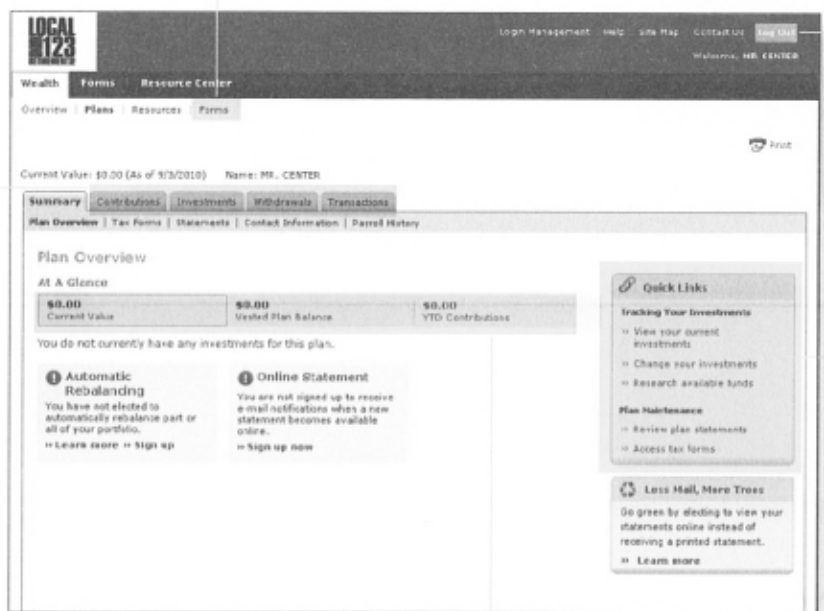 LOCAL
123
Login Management Help Site Map Contact Us Log Out
Welcome, MR. CENTER
Wealth Forms Resource Center
Overview Plans Resources Forms
Print
Current Value: $0.00 (As of 9/3/2010) Name: MR. CENTER
Summary Contributions Investments Withdrawals Transactions
Plan Overview | Tax Forms | Statements | Contact Information | Payroll History
Plan Overview
At A Glance
$0.00 $0.00 $0.00
Current Value Vested Plan Balance YTD Contributions
You do not currently have any investments for this plan.
Automatic
Rebalancing
You have not elected to
automatically rebalance part or
all of your portfolio.
» Learn more » Sign up
Online Statement
You are not signed up to receive
e-mail notifications when a new
statement becomes available
online.
» Sign up now
Quick Links
Tracking Your Investments
» View your current
investments
» Change your investments
» Research available funds
Plan Maintenance
» Review plan statements
» Access tax forms
Less Mail, More Trees
Go green by electing to view your
statements online instead of
receiving a printed statement.
» Learn more